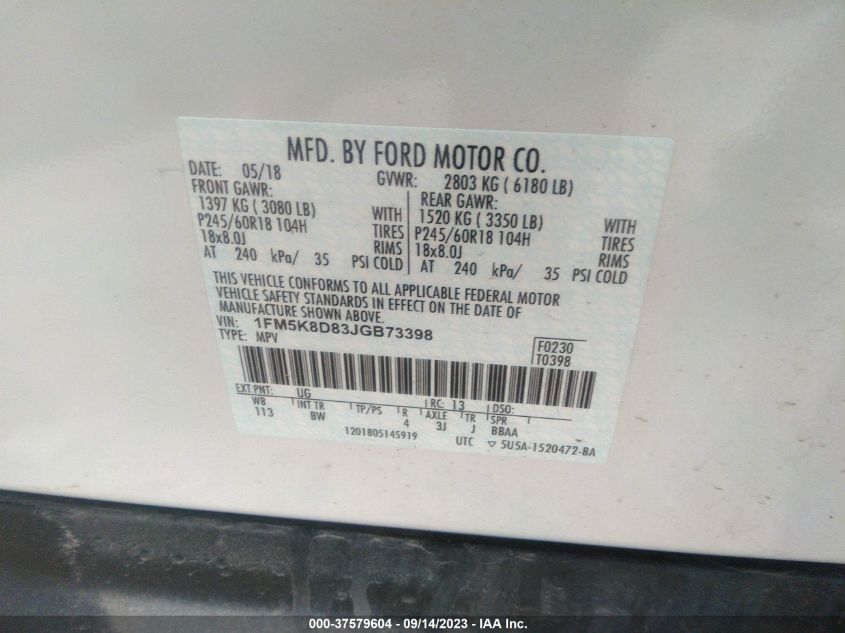 MFD. BY FORD MOTOR CO.
DATE: 05/18 GVWR: 2803 KG ( 6180 LB)
FRONT GAWR: REAR GAWR:
1397 KG ( 3080 LB) WITH 1520 KG ( 3350 LB) WITH
P245/60R18 104H TIRES P245/60R18 104H TIRES
18x8.0J RIMS 18x8.0J RIMS
AT 240 kPa/ 35 PSI COLD AT 240 kPa/ 35 PSI COLD
THIS VEHICLE CONFORMS TO ALL APPLICABLE FEDERAL MOTOR
VEHICLE SAFETY STANDARDS IN EFFECT ON THE DATE OF
MANUFACTURE SHOWN ABOVE.
VIN: 1FM5K8D83JGB73398 F0230
TYPE: MPV T0398
EXT PNT: UG RC: 13 DSO:
WB INT TR TP/PS R AXLE TR SPR
113 BW 4 3J J BBAA
1201805145919 UTC ▽ 5U5A-1520472-BA
000-37579604 - 09/14/2023 - IAA Inc.